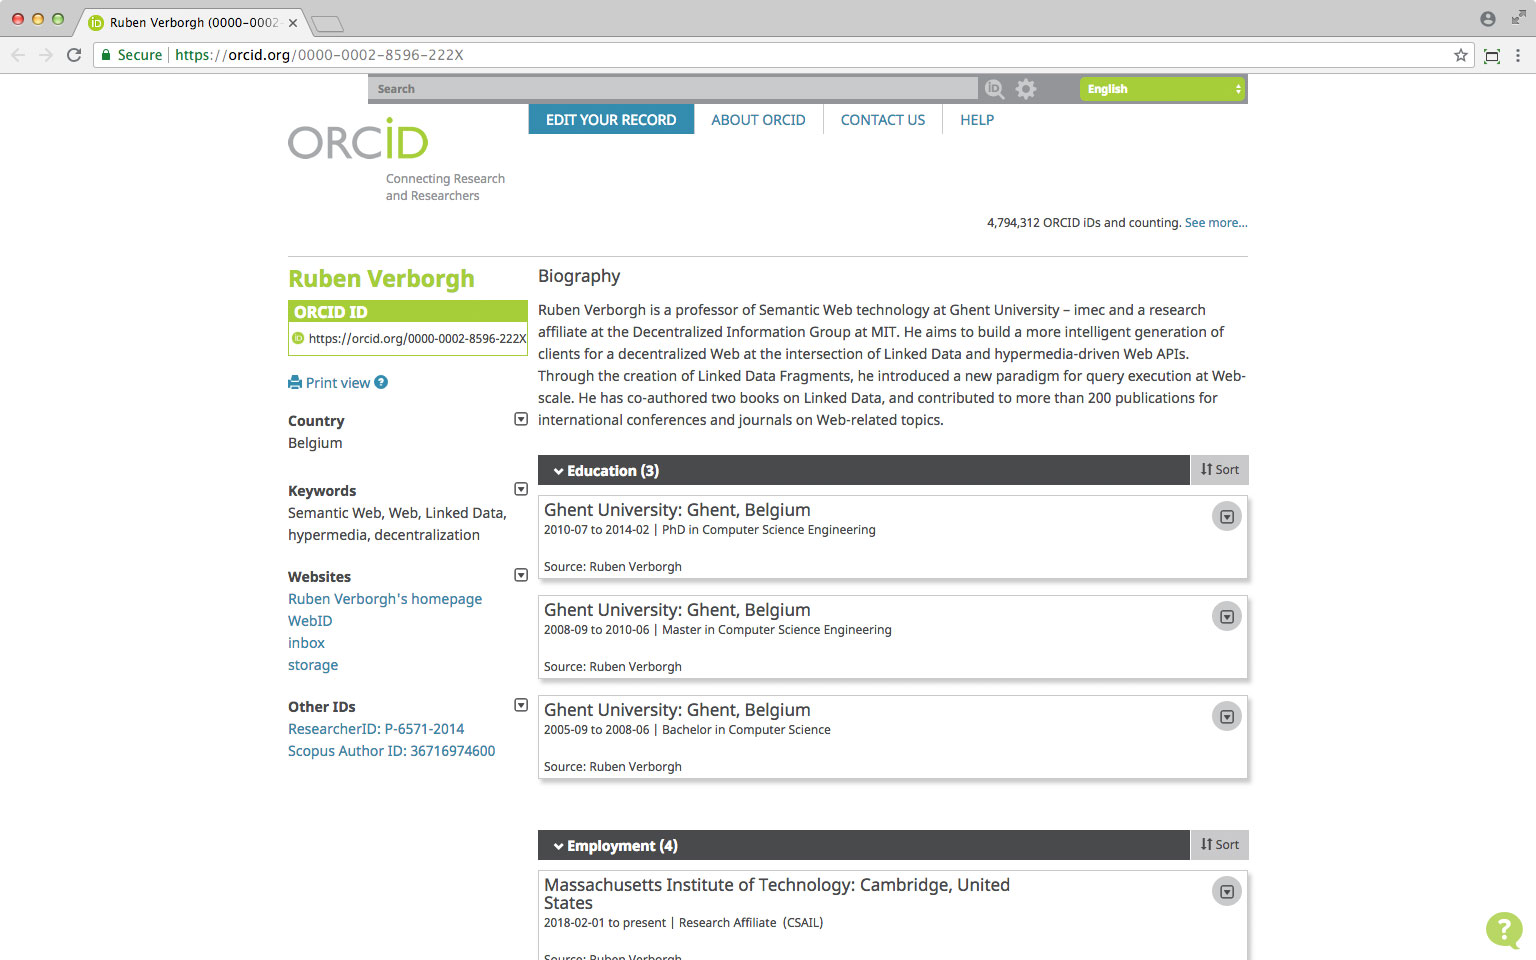 Ruben Verborgh (0000-0002-
Secure https://orcid.org/0000-0002-8596-222X
Search
English
EDIT YOUR RECORD
ABOUT ORCID
CONTACT US
HELP
ORCiD
Connecting Research
and Researchers
4,794,312 ORCID iDs and counting. See more...
Ruben Verborgh
ORCID ID
iD https://orcid.org/0000-0002-8596-222X
Print view ?
Country
Belgium
Keywords
Semantic Web, Web, Linked Data,
hypermedia, decentralization
Websites
Ruben Verborgh's homepage
WebID
inbox
storage
Other IDs
ResearcherID: P-6571-2014
Scopus Author ID: 36716974600
Biography
Ruben Verborgh is a professor of Semantic Web technology at Ghent University – imec and a research
affiliate at the Decentralized Information Group at MIT. He aims to build a more intelligent generation of
clients for a decentralized Web at the intersection of Linked Data and hypermedia-driven Web APIs.
Through the creation of Linked Data Fragments, he introduced a new paradigm for query execution at Web-
scale. He has co-authored two books on Linked Data, and contributed to more than 200 publications for
international conferences and journals on Web-related topics.
Education (3)
Sort
Ghent University: Ghent, Belgium
2010-07 to 2014-02 | PhD in Computer Science Engineering
Source: Ruben Verborgh
Ghent University: Ghent, Belgium
2008-09 to 2010-06 | Master in Computer Science Engineering
Source: Ruben Verborgh
Ghent University: Ghent, Belgium
2005-09 to 2008-06 | Bachelor in Computer Science
Source: Ruben Verborgh
Employment (4)
Sort
Massachusetts Institute of Technology: Cambridge, United
States
2018-02-01 to present | Research Affiliate (CSAIL)
Source: Ruben Verborgh
?